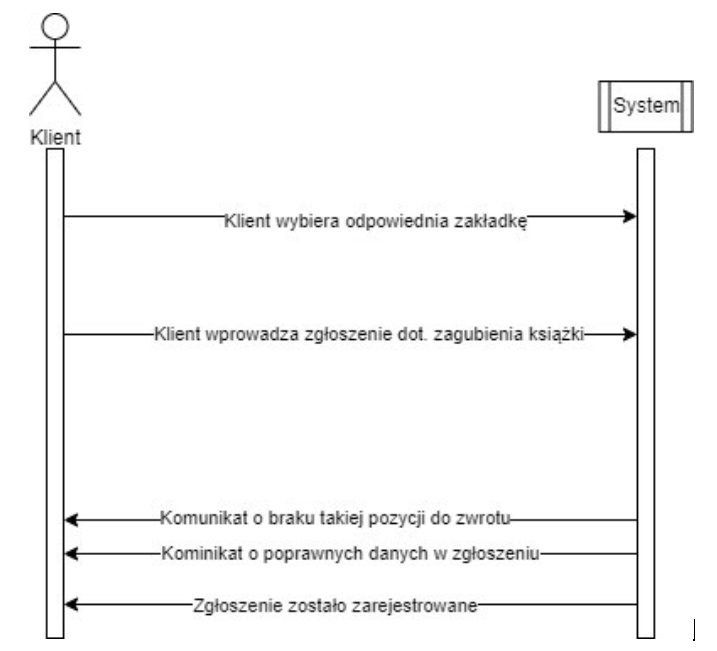 Klient
System
Klient wybiera odpowiednia zakładkę
Klient wprowadza zgłoszenie dot. zagubienia książki
Komunikat o braku takiej pozycji do zwrotu
Kominikat o poprawnych danych w zgłoszeniu
Zgłoszenie zostało zarejestrowane